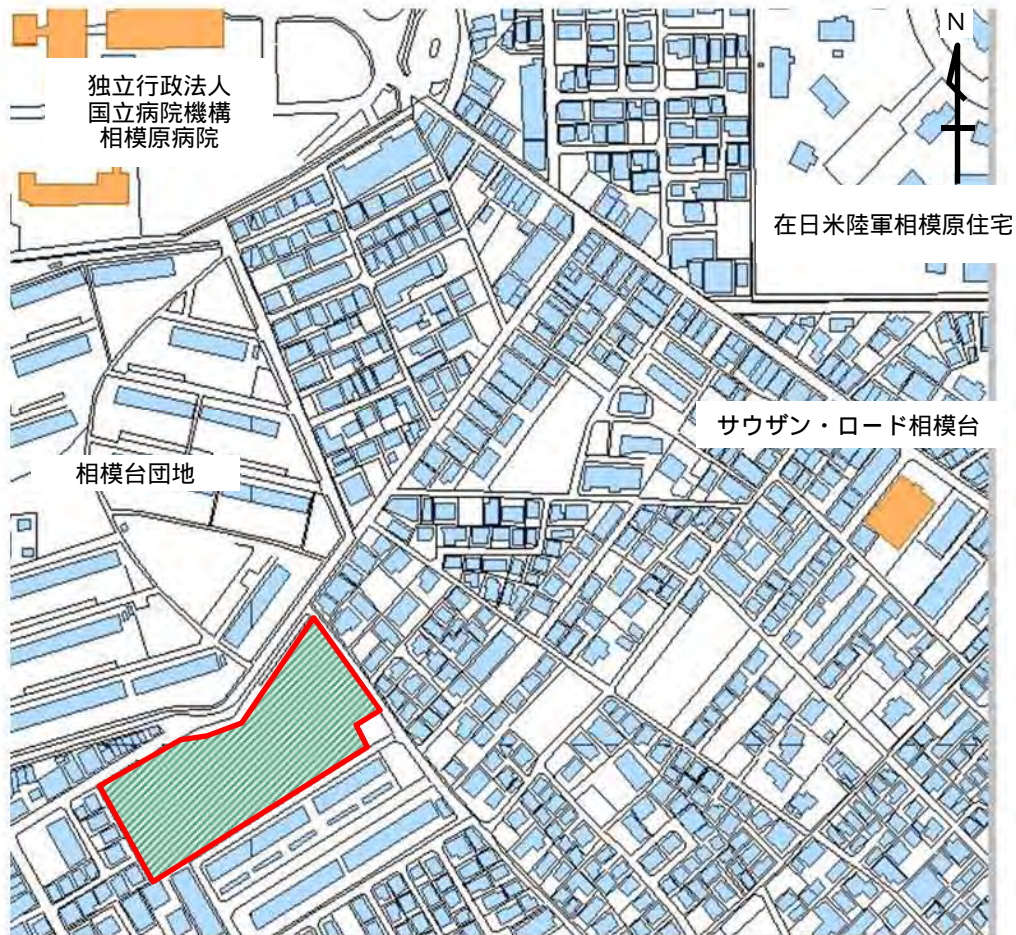 N
独立行政法人
国立病院機構
相模原病院
在日米陸軍相模原住宅
サウザン・ロード相模台
相模台団地